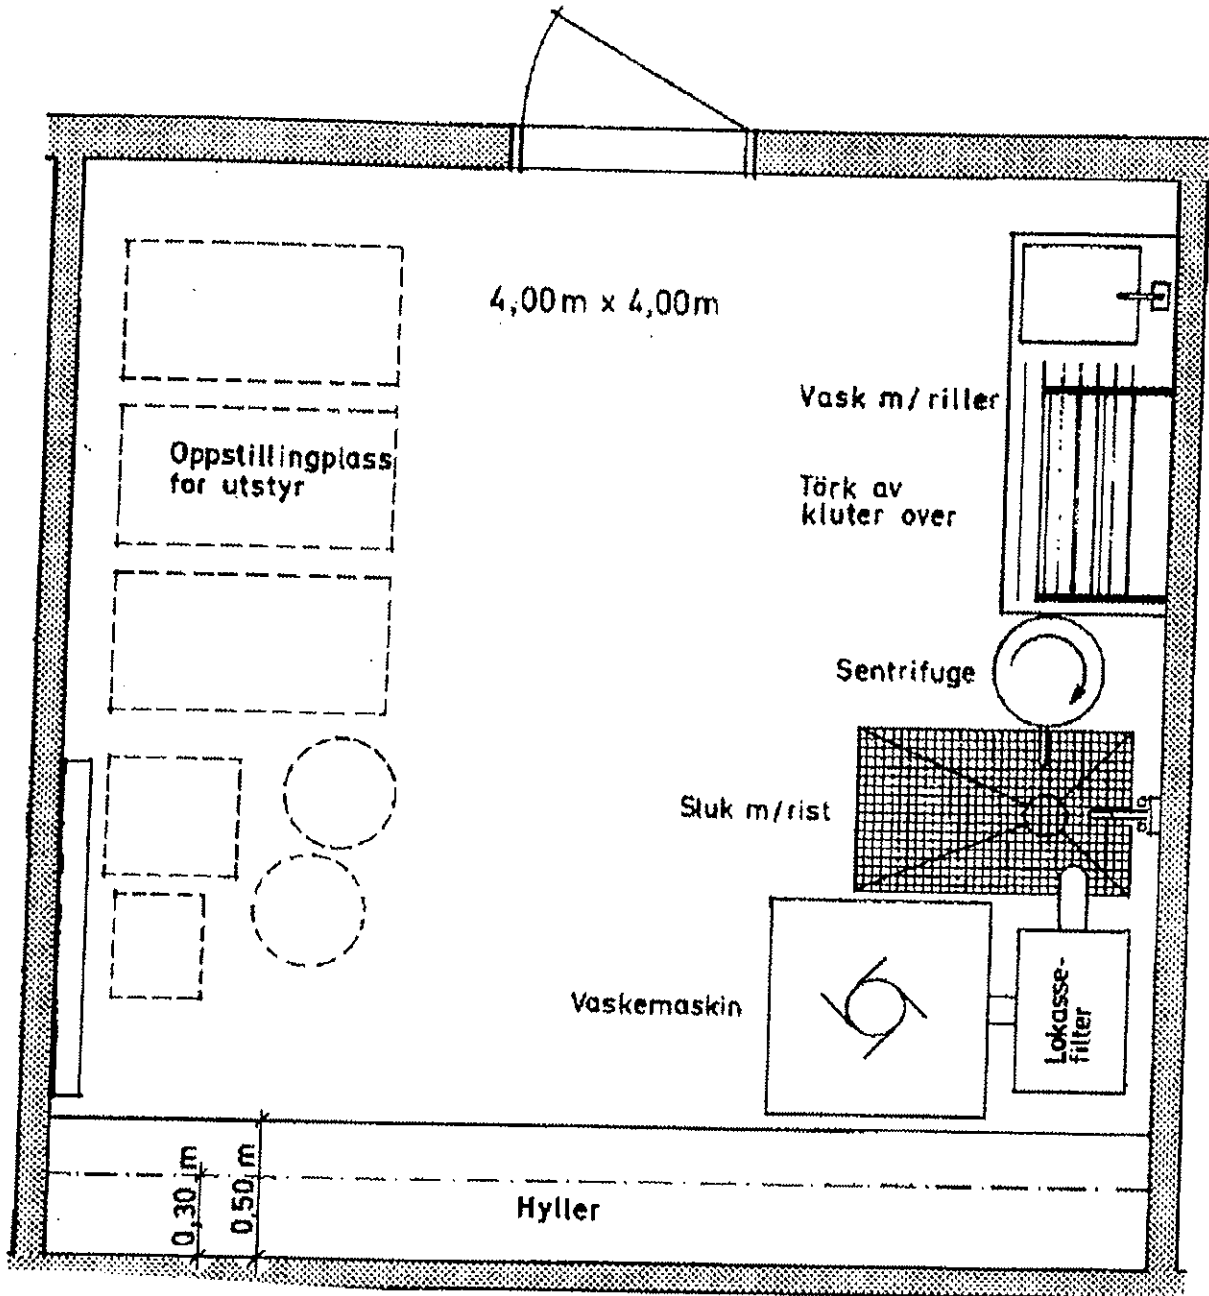 4,00m x 4,00m
Vask m/riller
Oppstillingplass
for utstyr
Törk av
kluter over
Sentrifuge
Sluk m/rist
Vaskemaskin
Lokasse-
filter
0,30 m
0,50 m
Hyller